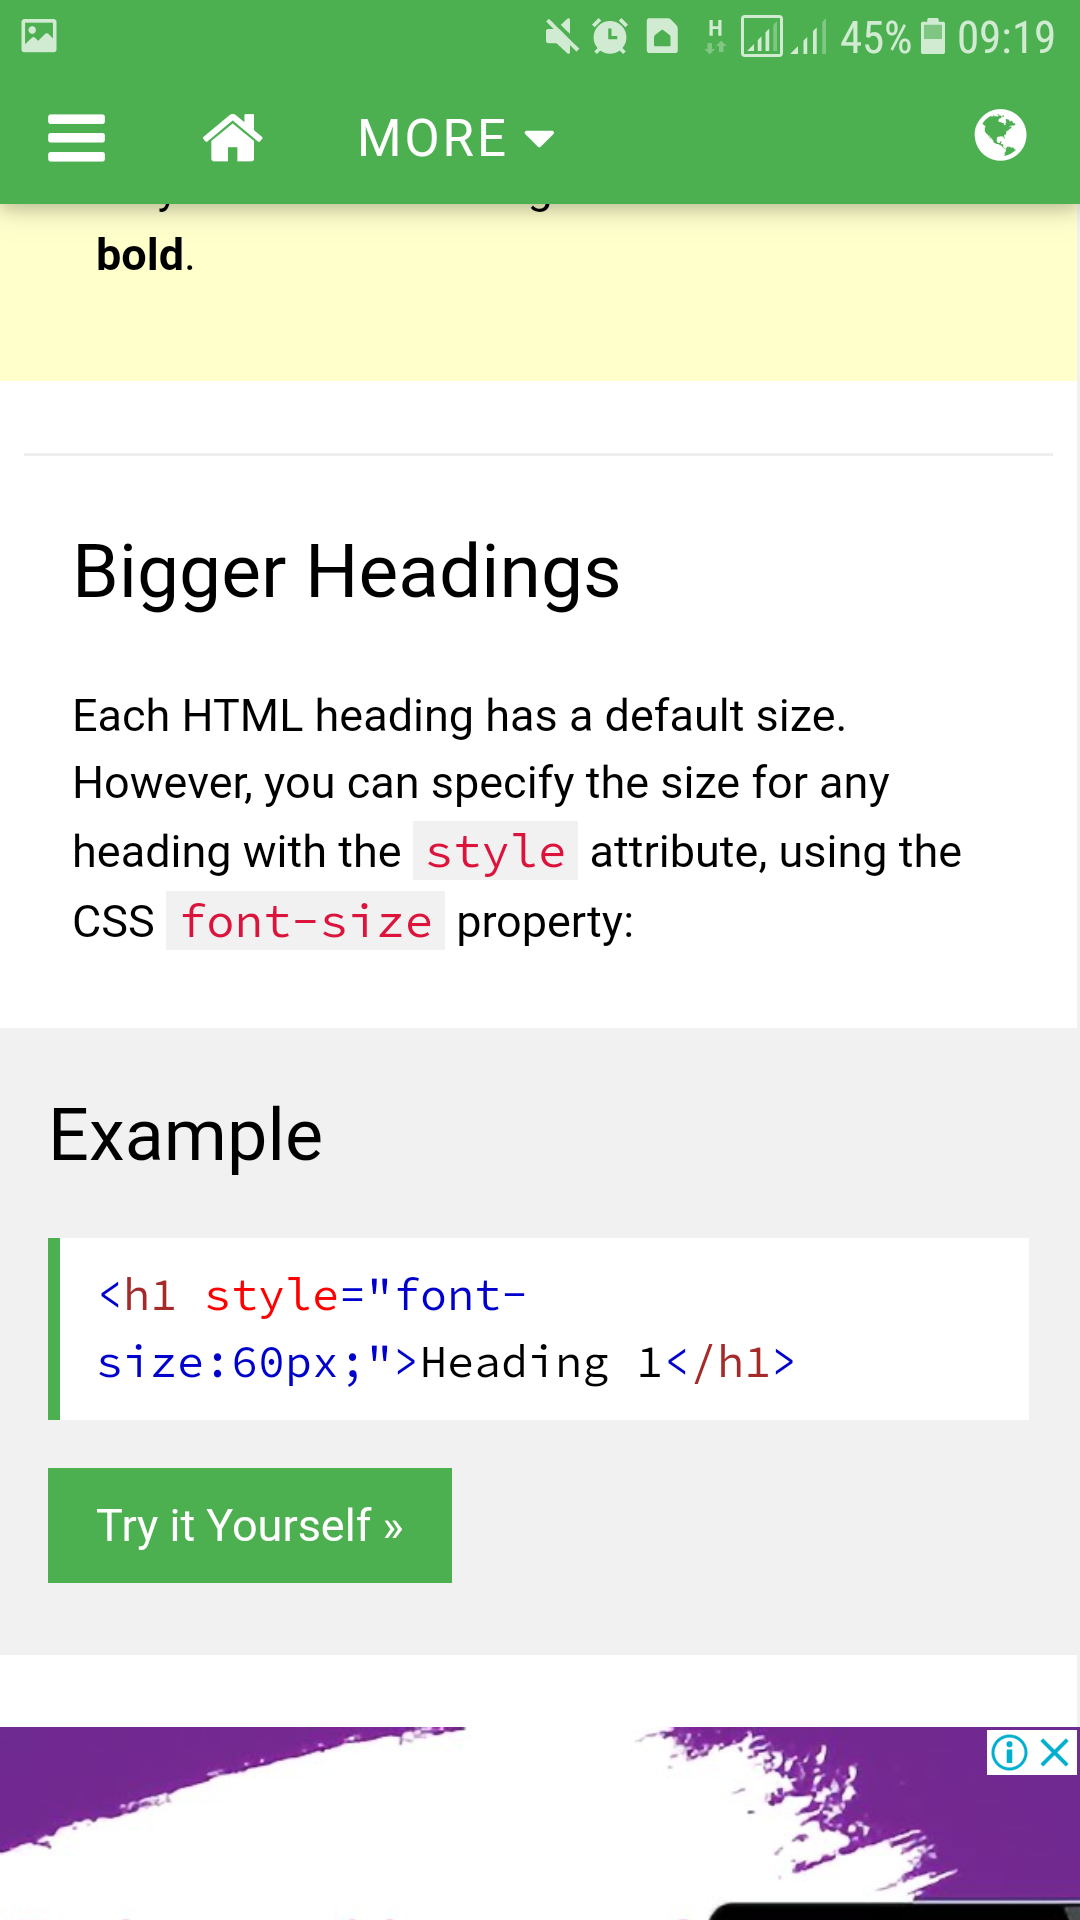 H 45% 09:19
MORE
bold.
Bigger Headings
Each HTML heading has a default size.
However, you can specify the size for any
heading with the style attribute, using the
CSS font-size property:
Example
<h1 style="font-
size:60px;">Heading 1</h1>
Try it Yourself »